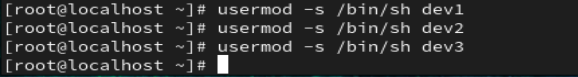 [root@localhost ~]# usermod -s /bin/sh dev1
[root@localhost ~]# usermod -s /bin/sh dev2
[root@localhost ~]# usermod -s /bin/sh dev3
[root@localhost ~]#